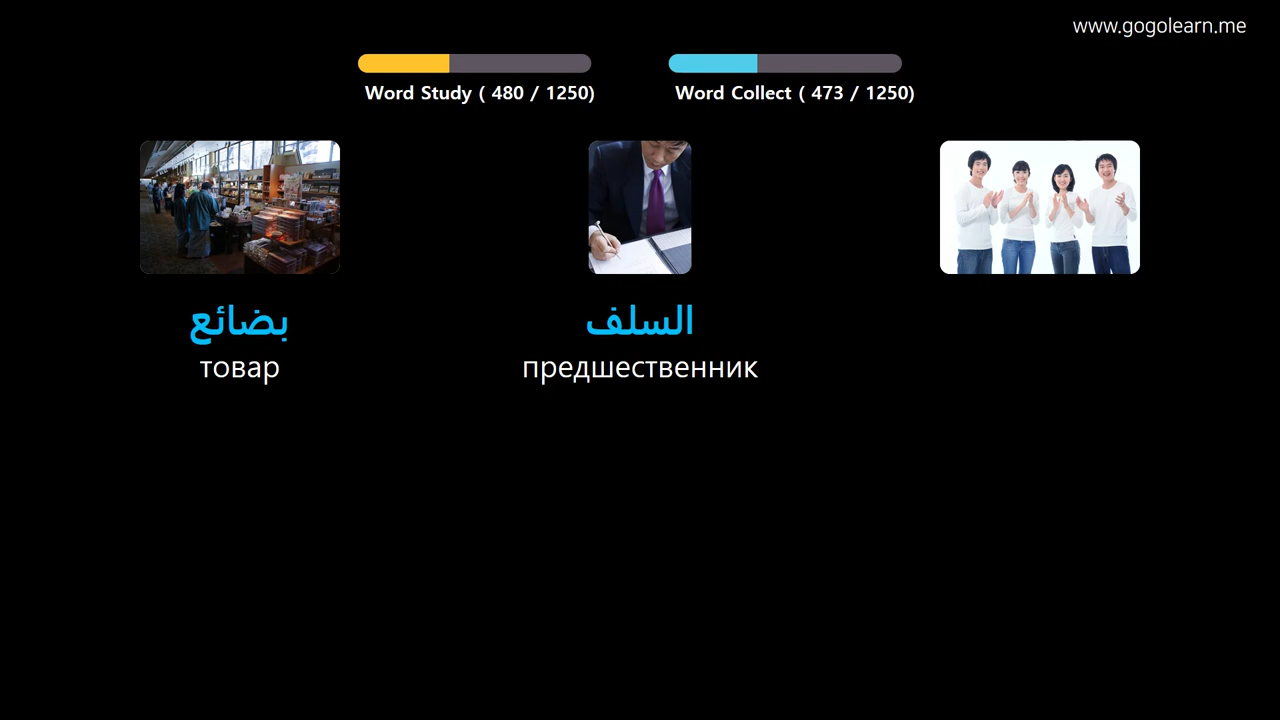 www.gogolearn.me
Word Study ( 480 / 1250)
Word Collect ( 473 / 1250)
بضائع
товар
السلف
предшественник